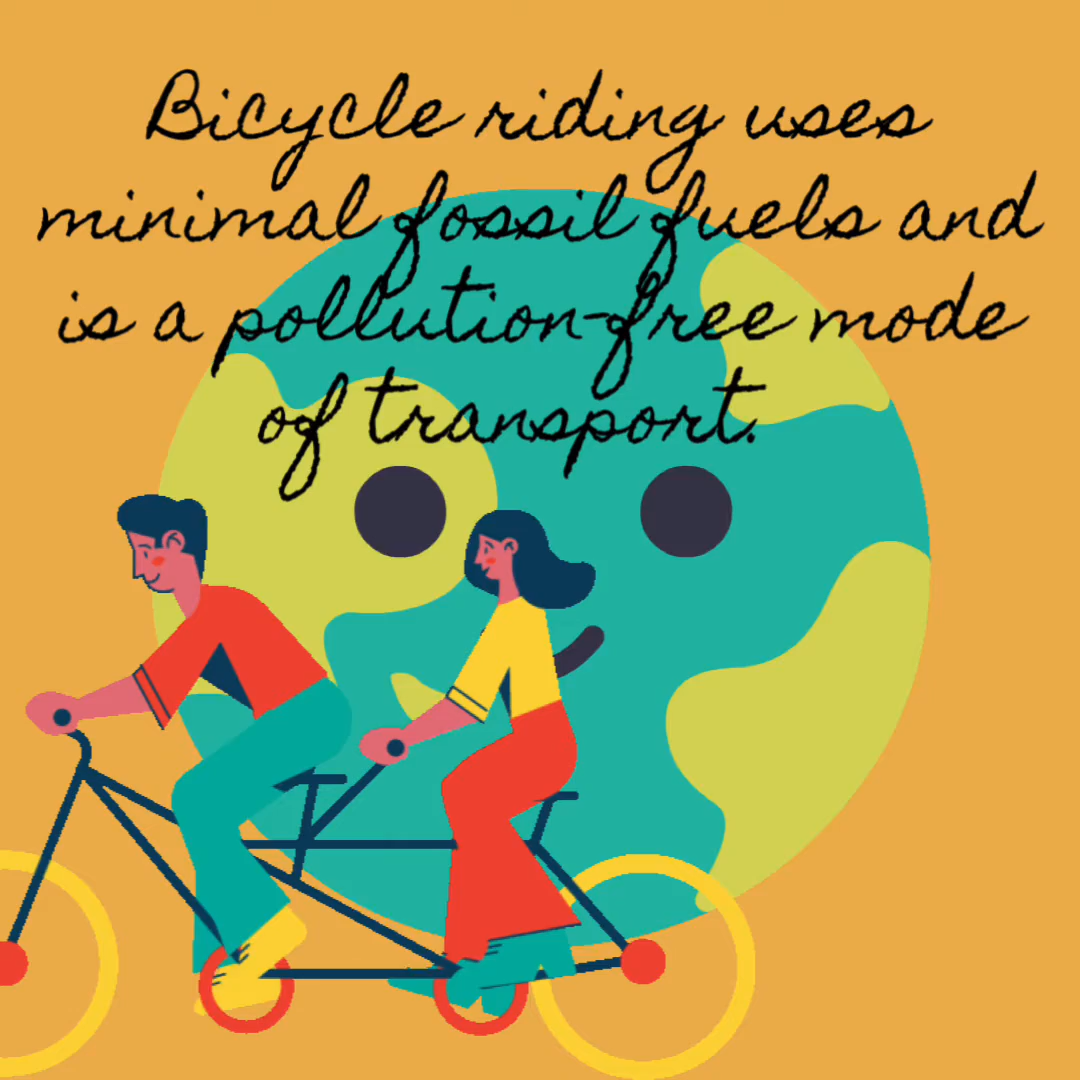 Bicycle riding uses
minimal fossil fuels and
is a pollution-free mode
of transport.